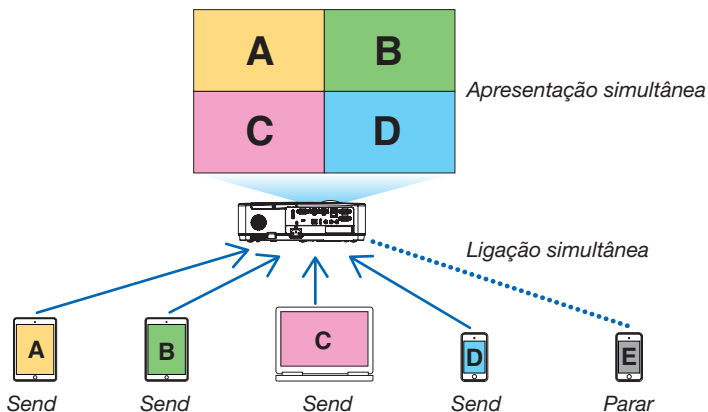 A
B
C
D
Apresentação simultânea
Ligação simultânea
A
B
C
D
E
Send
Send
Send
Send
Parar